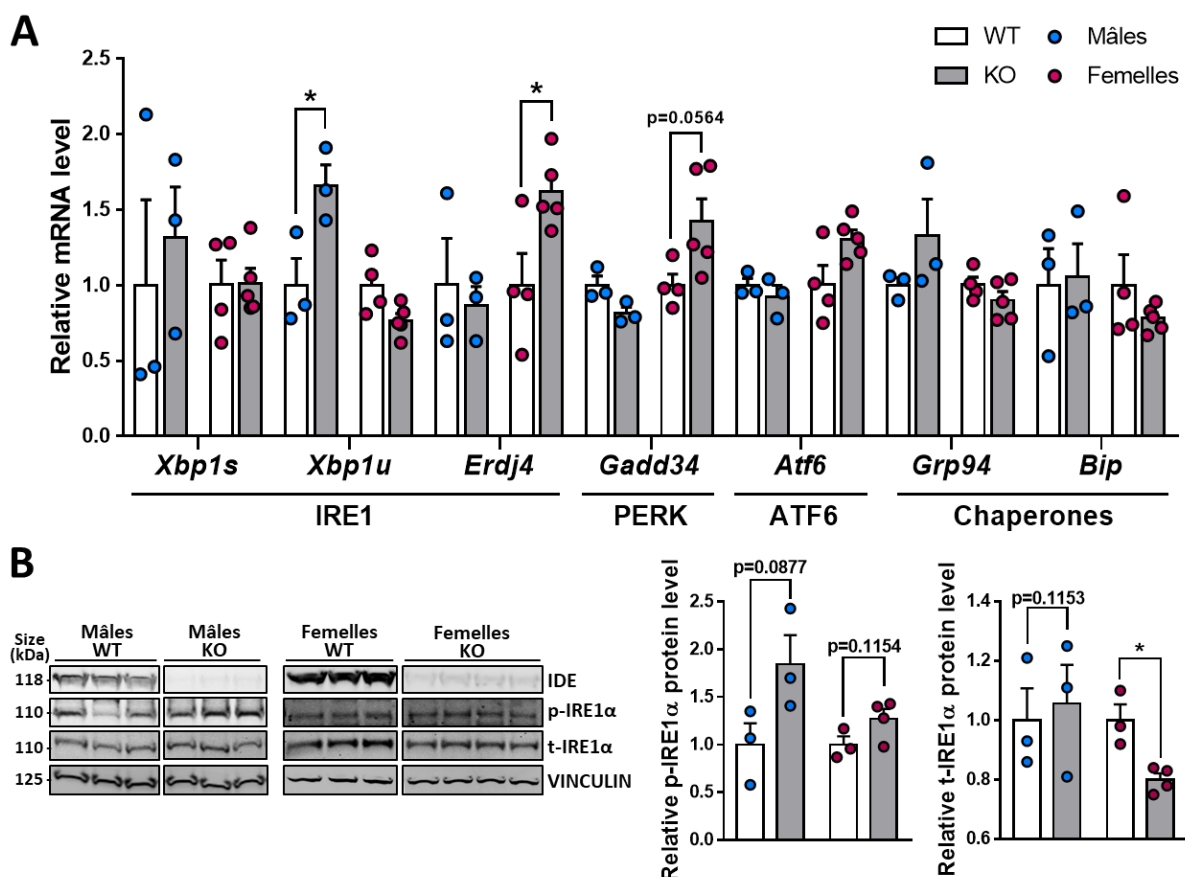 A
WT Mâles
KO Femelles
Relative mRNA level
2.5
2.0
1.5
1.0
0.5
0.0
* * p=0.0564
Xbp1s Xbp1u Erdj4 Gadd34 Atf6 Grp94 Bip
IRE1 PERK ATF6 Chaperones
B
Size
(kDa)
Mâles
WT
Mâles
KO
Femelles
WT
Femelles
KO
118 IDE
110 p-IRE1α
110 t-IRE1α
125 VINCULIN
Relative p-IRE1α protein level
p=0.0877
p=0.1154
2.5
2.0
1.5
1.0
0.5
0.0
Relative t-IRE1α protein level
p=0.1153
*
1.4
1.2
1.0
0.8
0.6